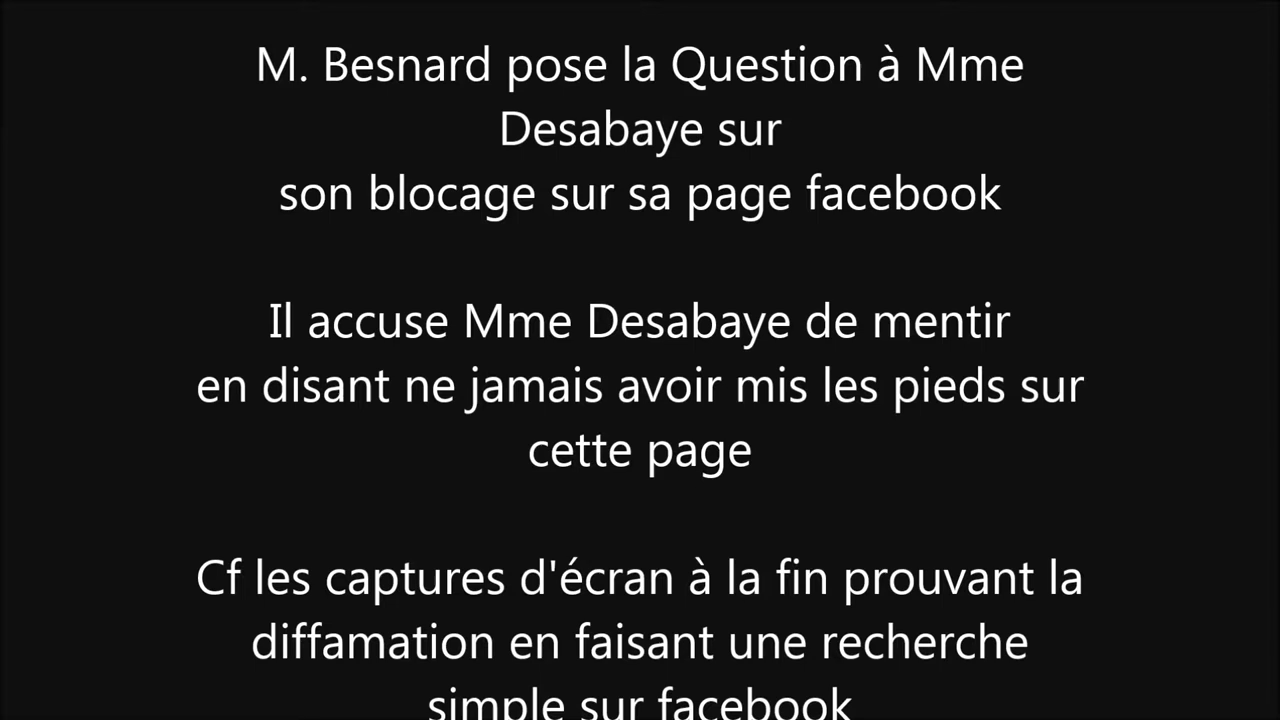 M. Besnard pose la Question à Mme
Desabaye sur
son blocage sur sa page facebook
Il accuse Mme Desabaye de mentir
en disant ne jamais avoir mis les pieds sur
cette page
Cf les captures d'écran à la fin prouvant la
diffamation en faisant une recherche
simple sur facebook